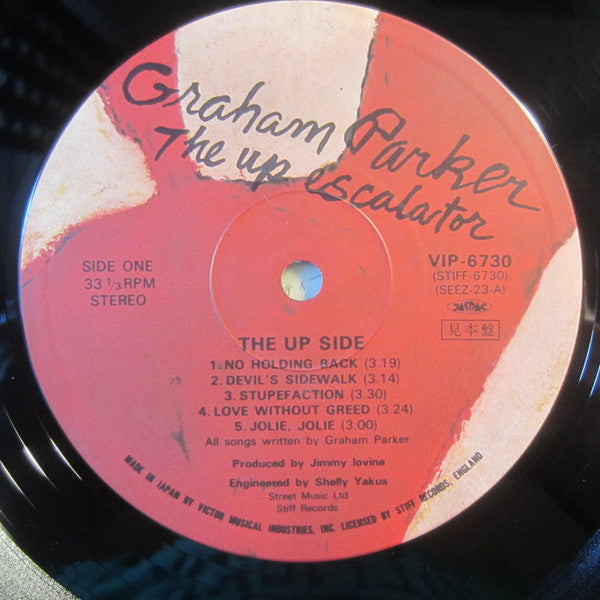 Graham Parker
The up escalator
SIDE ONE
33 1/3 RPM
STEREO
VIP-6730
(STIFF-6730)
(SEEZ-23-A)
JASRAC
見本盤
THE UP SIDE
1. NO HOLDING BACK (3.19)
2. DEVIL'S SIDEWALK (3.14)
3. STUPEFACTION (3.30)
4. LOVE WITHOUT GREED (3.24)
5. JOLIE, JOLIE (3.00)
All songs written by Graham Parker
Produced by Jimmy Iovine
Engineered by Shelly Yakus
Street Music Ltd
Stiff Records
MADE IN JAPAN BY VICTOR MUSICAL INDUSTRIES, INC. LICENSED BY STIFF RECORDS, ENGLAND